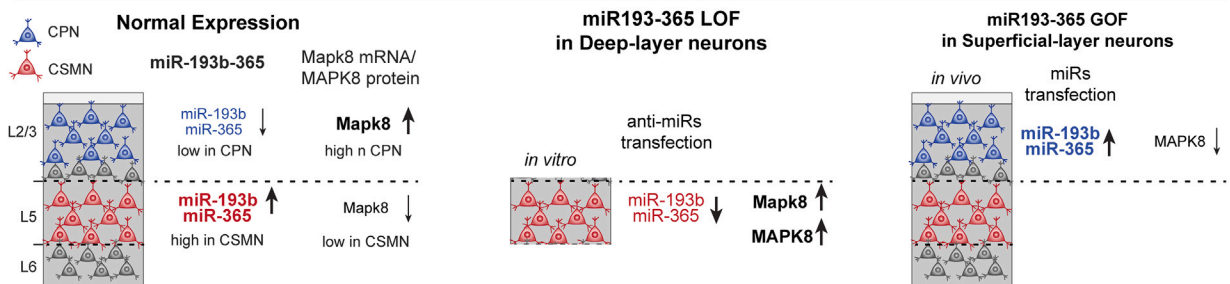 Normal Expression
CPN
CSMN
miR-193b-365
Mapk8 mRNA/
MAPK8 protein
L2/3
miR-193b
miR-365
low in CPN
Mapk8
high n CPN
L5
miR-193b
miR-365
high in CSMN
Mapk8
low in CSMN
L6
miR193-365 LOF
in Deep-layer neurons
anti-miRs
transfection
in vitro
miR-193b
miR-365
Mapk8
MAPK8
miR193-365 GOF
in Superficial-layer neurons
in vivo
miRs
transfection
miR-193b
miR-365
MAPK8